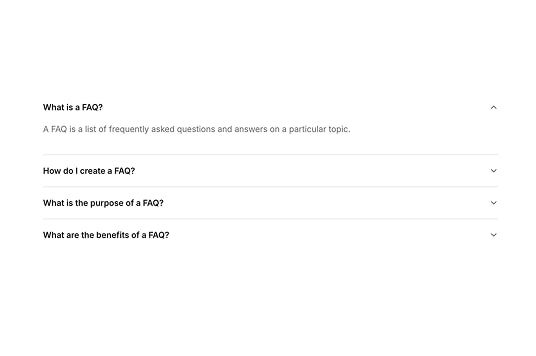 What is a FAQ?
A FAQ is a list of frequently asked questions and answers on a particular topic.
How do I create a FAQ?
What is the purpose of a FAQ?
What are the benefits of a FAQ?